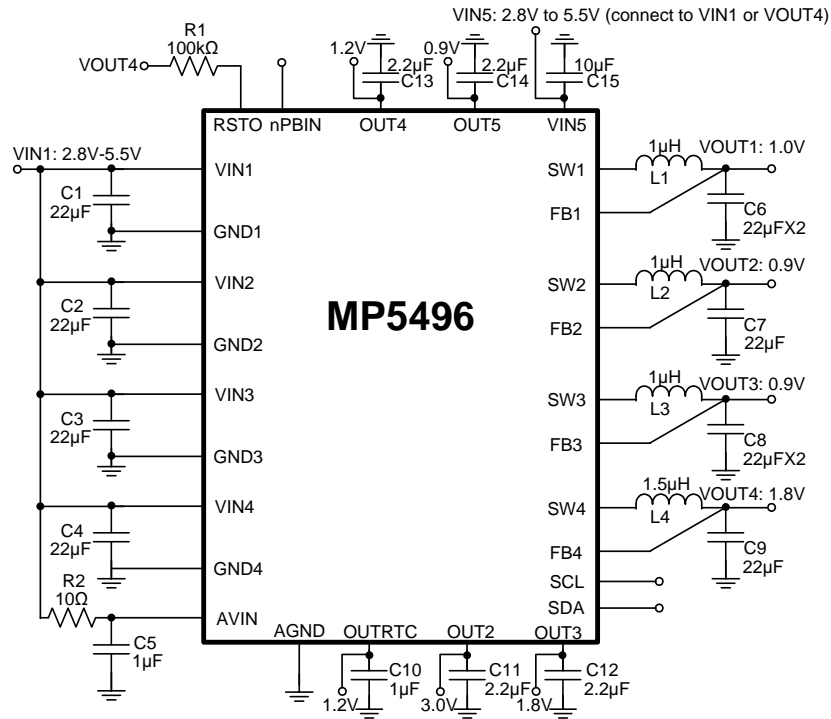 VIN5: 2.8V to 5.5V (connect to VIN1 or VOUT4)
R1
100kΩ
VOUT4
1.2V
2.2µF
C13
0.9V
2.2µF
C14
10µF
C15
RSTO nPBIN OUT4 OUT5 VIN5
VIN1: 2.8V-5.5V
C1
22µF
VIN1
GND1
C2
22µF
VIN2
GND2
C3
22µF
VIN3
GND3
C4
22µF
VIN4
GND4
R2
10Ω
AVIN
C5
1µF
MP5496
SW1
1µH
L1
VOUT1: 1.0V
FB1
C6
22µFX2
SW2
1µH
L2
VOUT2: 0.9V
FB2
C7
22µF
SW3
1µH
L3
VOUT3: 0.9V
FB3
C8
22µFX2
SW4
1.5µH
L4
VOUT4: 1.8V
FB4
C9
22µF
SCL
SDA
AGND OUTRTC OUT2 OUT3
C10
1µF
1.2V
C11
2.2µF
3.0V
C12
2.2µF
1.8V